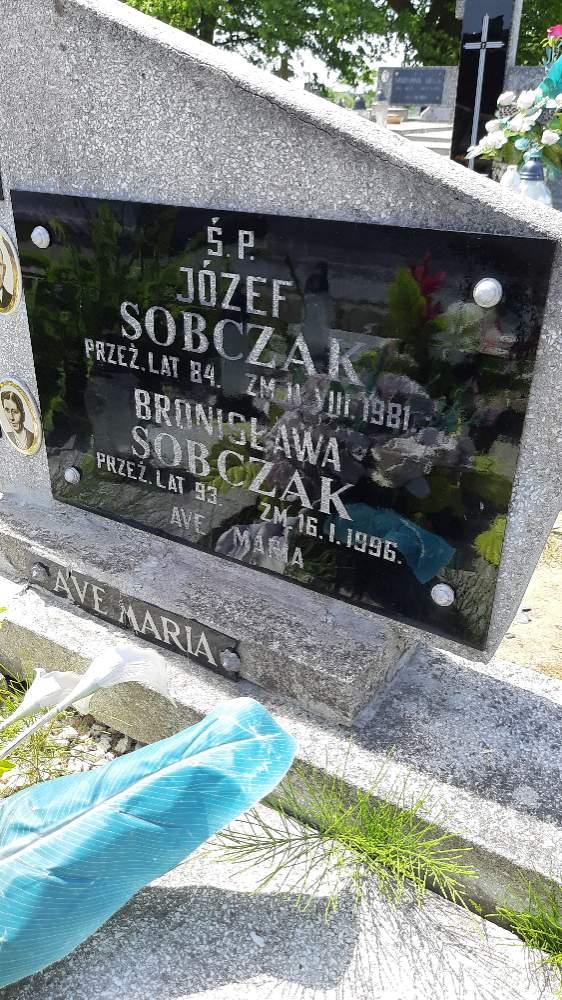 Ś. P.
JÓZEF
SOBCZAK
PRZEŻ. LAT 84. ZM. 11. VIII. 1981.
BRONISŁAWA
SOBCZAK
PRZEŻ. LAT 93. ZM. 16. I. 1996.
AVE MARIA
AVE MARIA